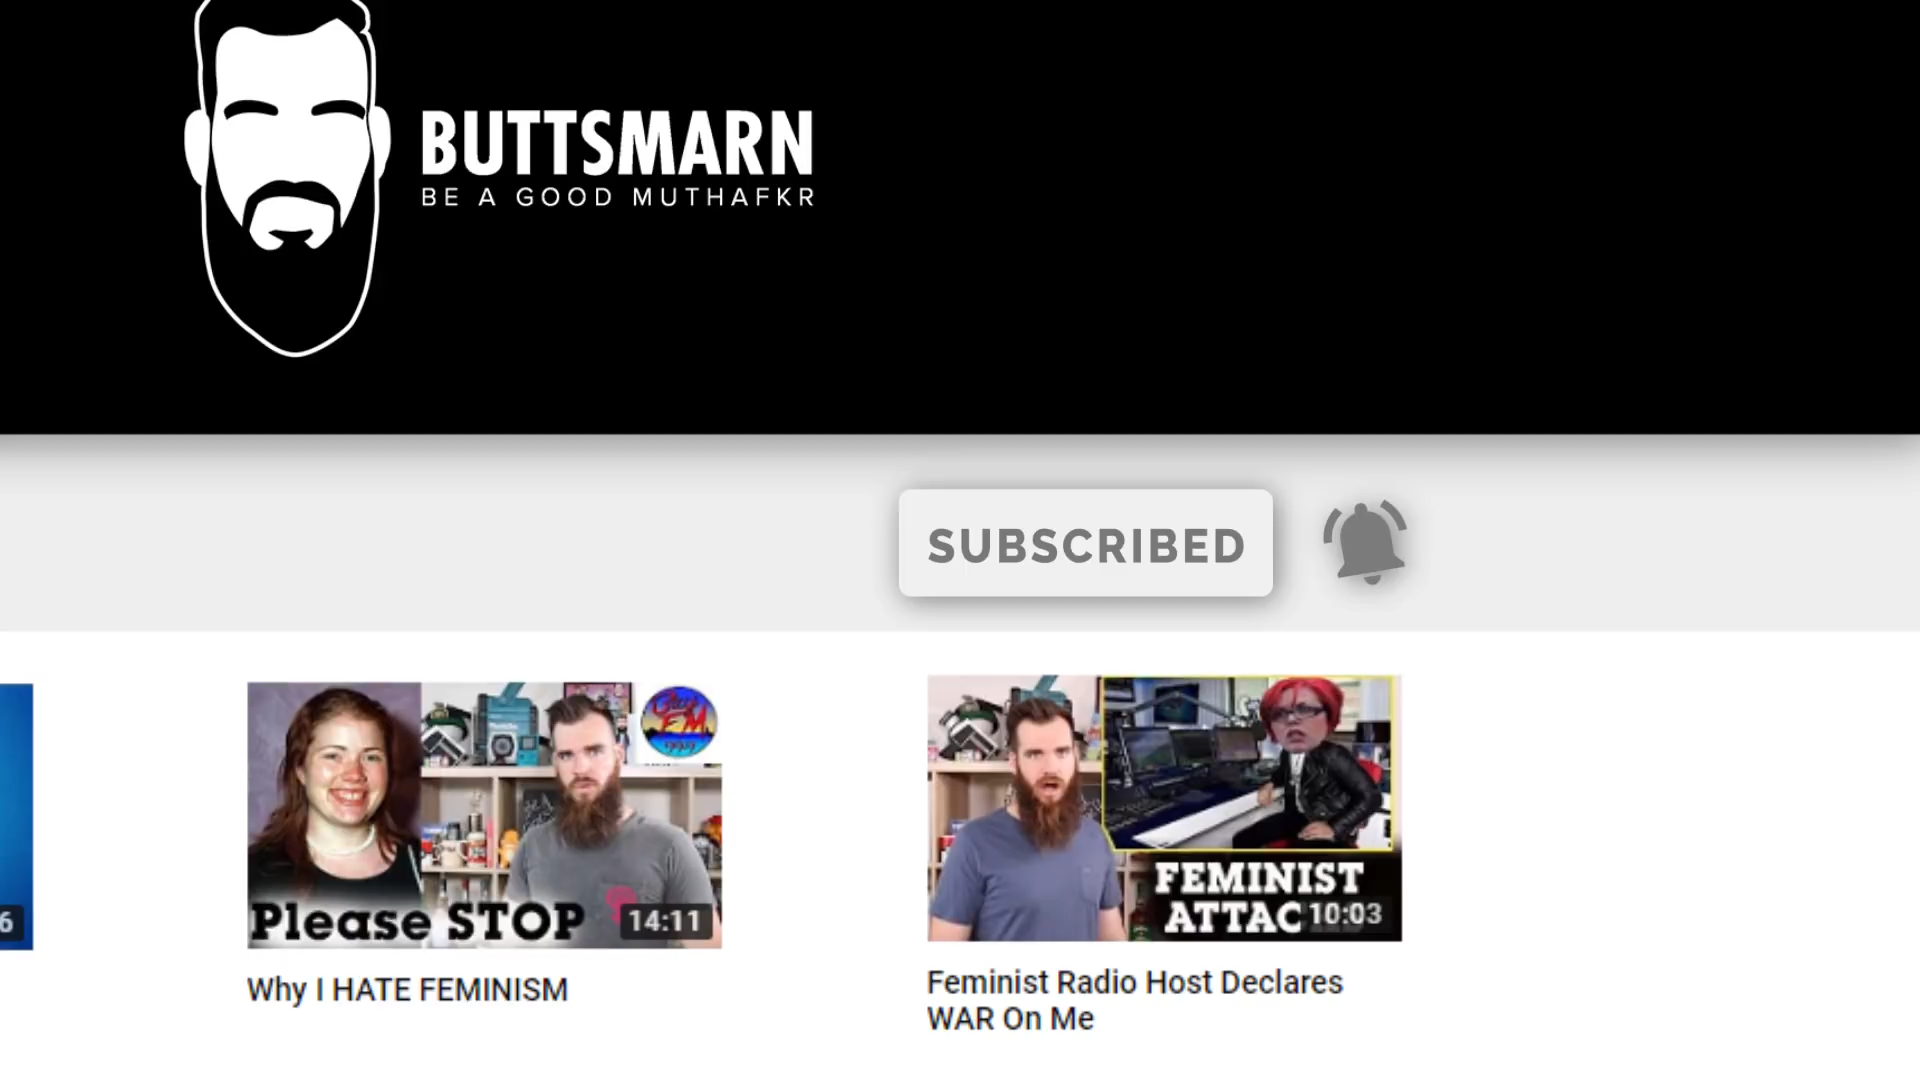 BUTTSMARN
BE A GOOD MUTHAFKR
SUBSCRIBED
6
Please STOP
14:11
Why I HATE FEMINISM
FEMINIST
ATTAC
10:03
Feminist Radio Host Declares
WAR On Me